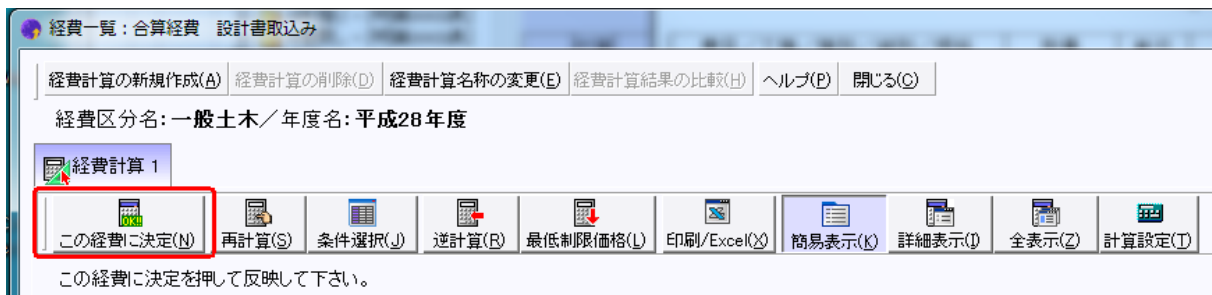 経費一覧：合算経費　設計書取込み
経費計算の新規作成(A) 経費計算の削除(D) 経費計算名称の変更(E) 経費計算結果の比較(H) ヘルプ(P) 閉じる(C)
経費区分名：一般土木／年度名：平成28年度
経費計算 1
OK!!
この経費に決定(N) 再計算(S) 条件選択(J) 逆計算(R) 最低制限価格(L) 印刷/Excel(X) 簡易表示(K) 詳細表示(I) 全表示(Z) 計算設定(T)
この経費に決定を押して反映して下さい。